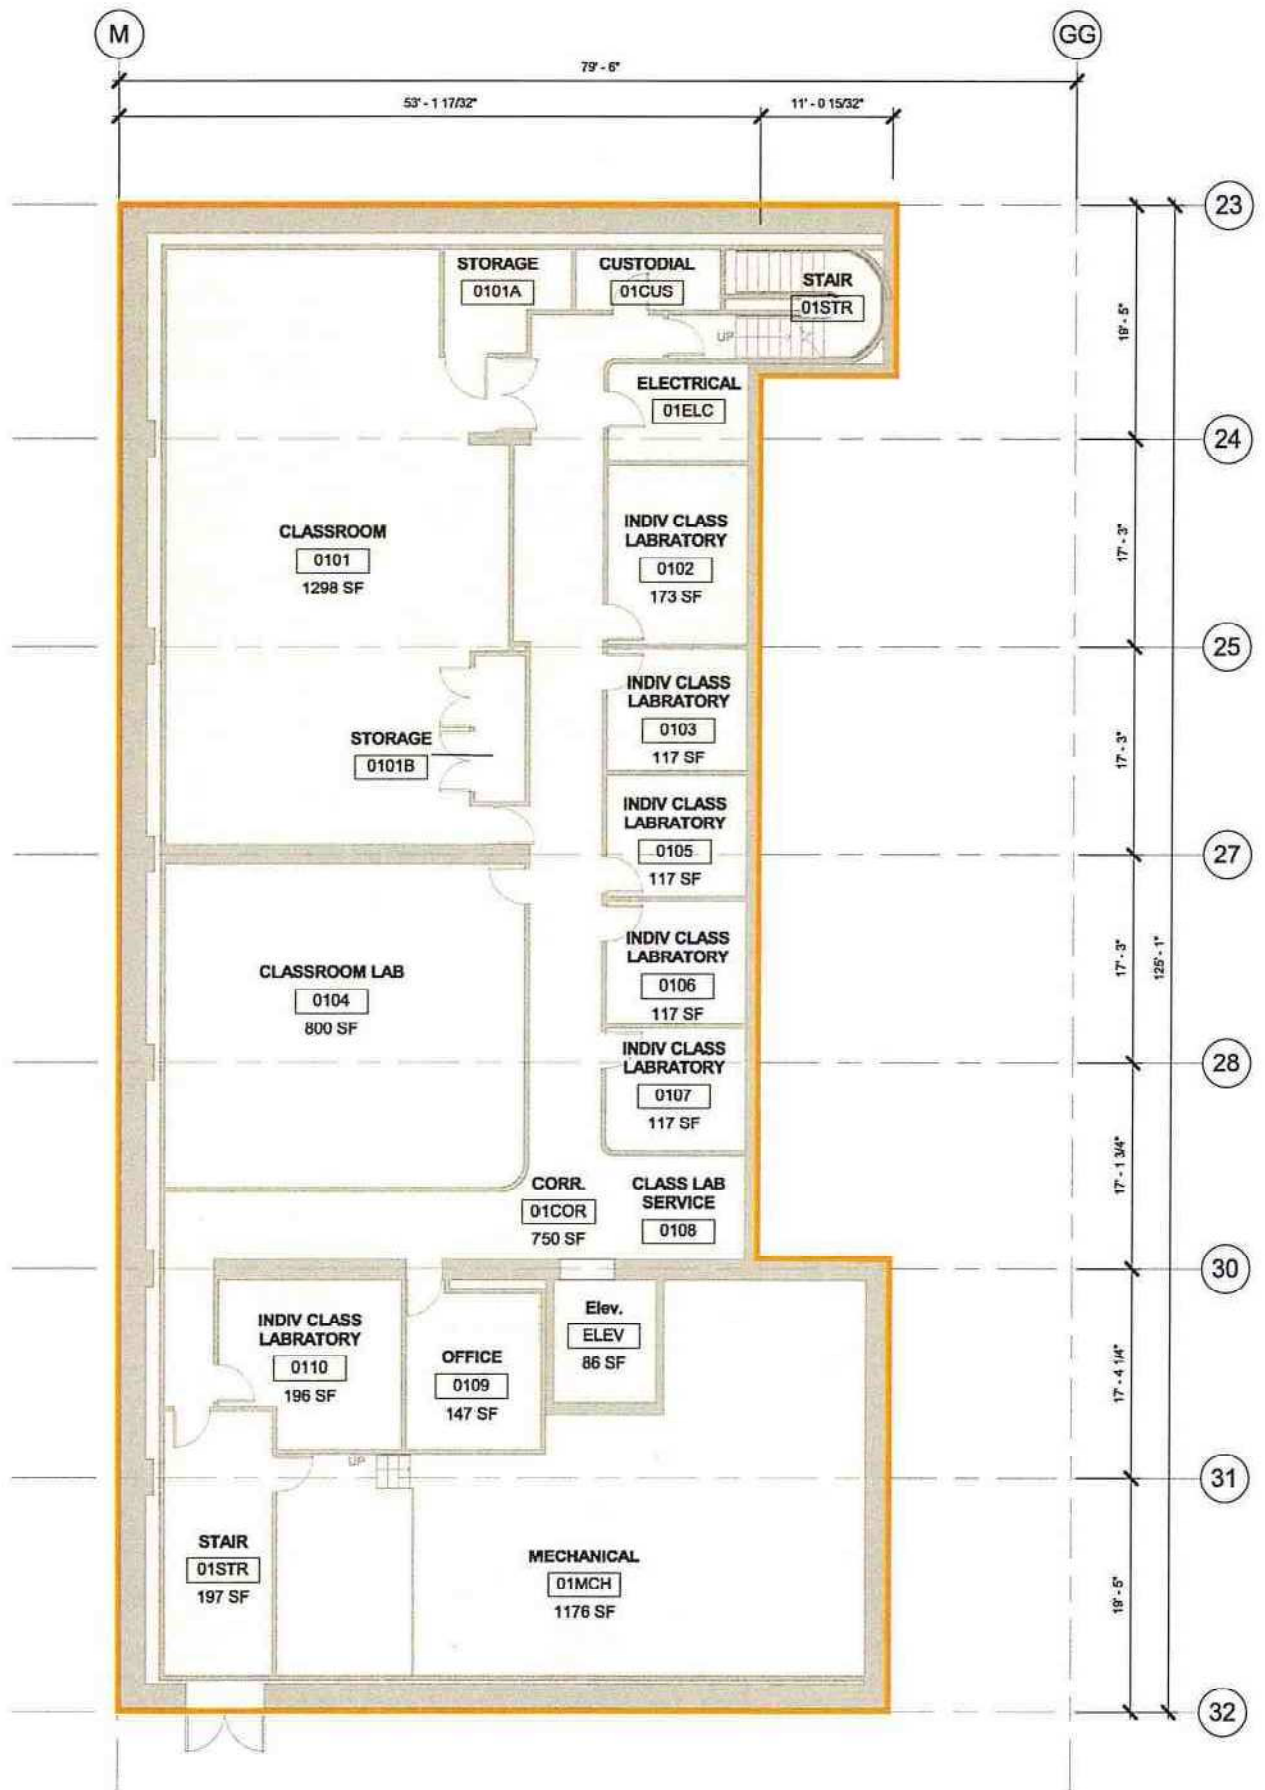 M
GG
79' - 6"
53' - 1 17/32"
11' - 0 15/32"
23
STORAGE
0101A
CUSTODIAL
01CUS
STAIR
01STR
UP
19' - 5"
ELECTRICAL
01ELC
24
CLASSROOM
0101
1298 SF
INDIV CLASS
LABRATORY
0102
173 SF
17' - 3"
25
INDIV CLASS
LABRATORY
0103
117 SF
STORAGE
0101B
17' - 3"
INDIV CLASS
LABRATORY
0105
117 SF
27
CLASSROOM LAB
0104
800 SF
INDIV CLASS
LABRATORY
0106
117 SF
17' - 3"
125' - 1"
INDIV CLASS
LABRATORY
0107
117 SF
28
CORR.
01COR
750 SF
CLASS LAB
SERVICE
0108
17' - 1 3/4"
30
INDIV CLASS
LABRATORY
0110
196 SF
OFFICE
0109
147 SF
Elev.
ELEV
86 SF
17' - 4 1/4"
UP
31
STAIR
01STR
197 SF
MECHANICAL
01MCH
1176 SF
19' - 5"
32